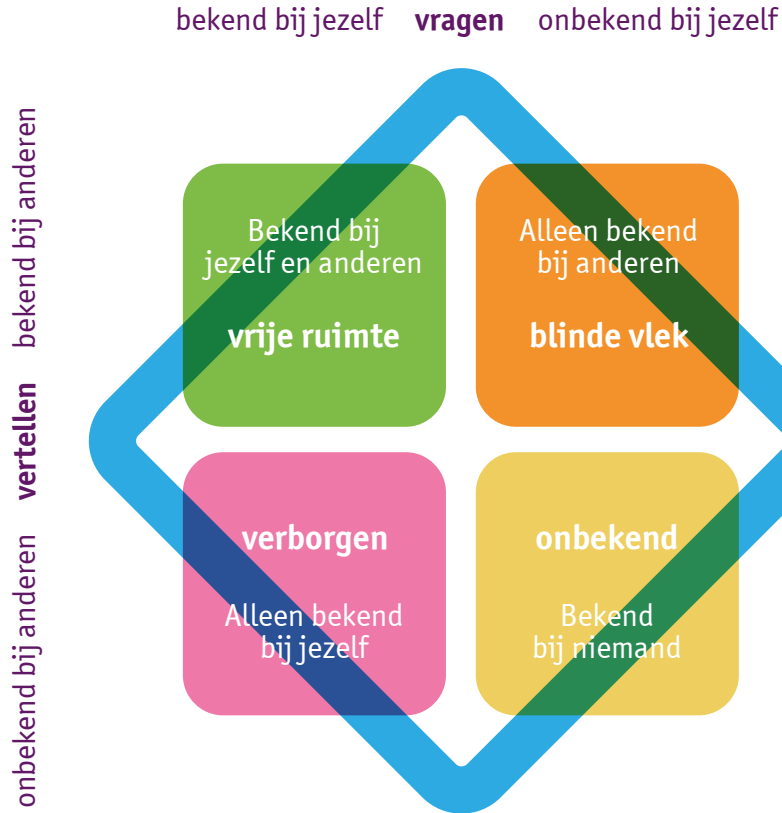 bekend bij jezelf vragen onbekend bij jezelf
bekend bij anderen
vertellen
onbekend bij anderen
Bekend bij
jezelf en anderen
vrije ruimte
Alleen bekend
bij anderen
blinde vlek
verborgen
Alleen bekend
bij jezelf
onbekend
Bekend
bij niemand